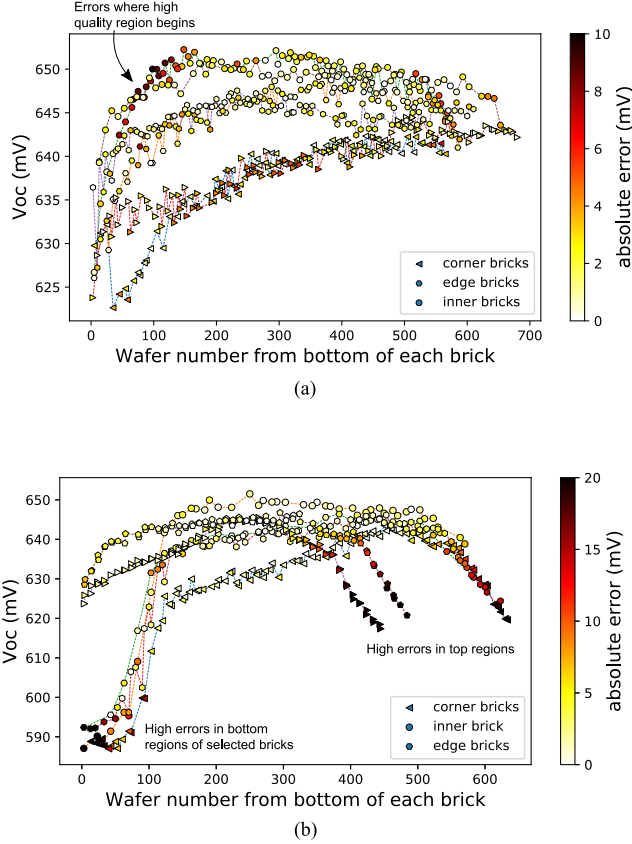 Errors where high
quality region begins
650
645
640
635
630
625
Voc (mV)
0 100 200 300 400 500 600 700
Wafer number from bottom of each brick
corner bricks
edge bricks
inner bricks
10
8
6
4
2
0
absolute error (mV)
(a)
650
640
630
620
610
600
590
Voc (mV)
High errors in top regions
High errors in bottom
regions of selected bricks
corner bricks
inner brick
edge bricks
0 100 200 300 400 500 600
Wafer number from bottom of each brick
20
15
10
5
0
absolute error (mV)
(b)